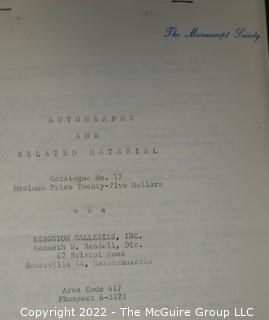 The Manuscript Society
AUTOGRAPHS
AND
RELATED MATERIAL
Catalogue No. 17
Maximum Price Twenty-Five Dollars
* * *
KINGSTON GALLERIES, INC.
Kenneth W. Rendell, Dir.
62 Bristol Road
Somerville 44, Massachusetts
Area Code 617
PRospect 6-3872
Copyright 2022 - The McGuire Group LLC